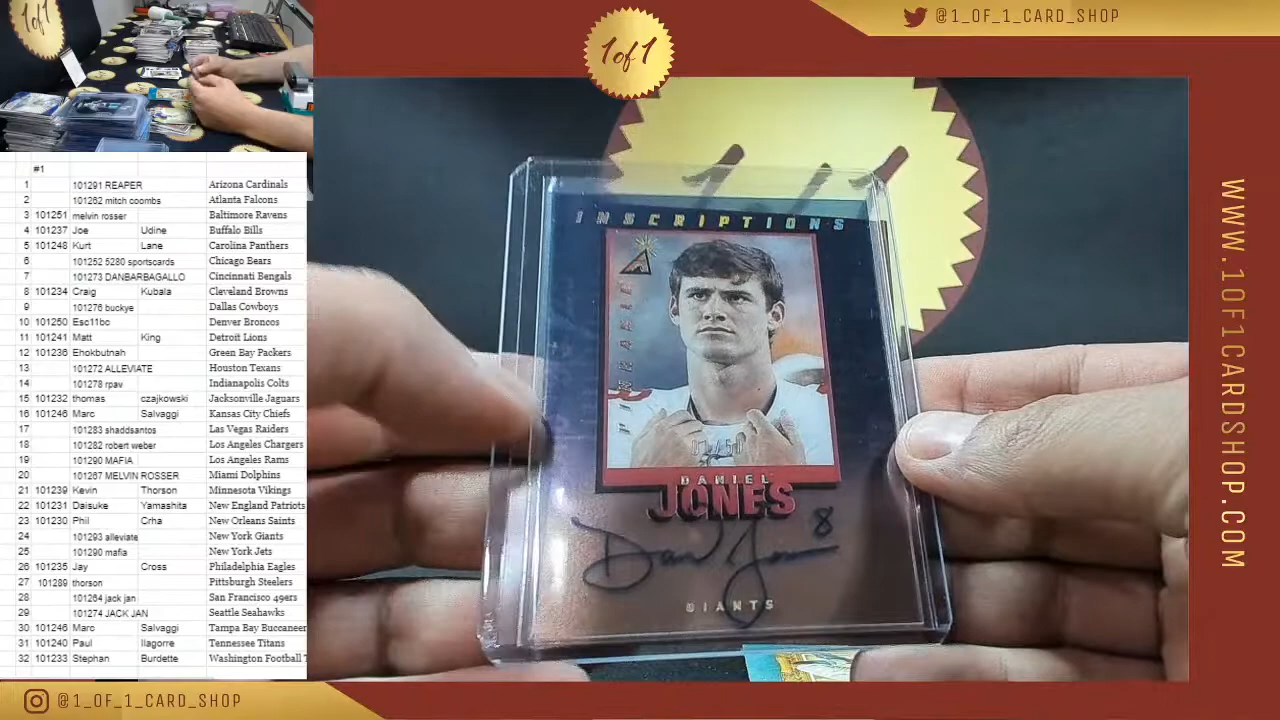 1of1
1of1
@1_OF_1_CARD_SHOP
#1
1 101291 REAPER Arizona Cardinals
2 101262 mitch coombs Atlanta Falcons
3 101251 melvin rosser Baltimore Ravens
4 101237 Joe Udine Buffalo Bills
5 101248 Kurt Lane Carolina Panthers
6 101252 5280 sportscards Chicago Bears
7 101273 DANBARBAGALLO Cincinnati Bengals
8 101234 Craig Kubala Cleveland Browns
9 101276 buckye Dallas Cowboys
10 101250 Esc11bo Denver Broncos
11 101241 Matt King Detroit Lions
12 101236 Ehokbutnah Green Bay Packers
13 101272 ALLEVIATE Houston Texans
14 101278 rpav Indianapolis Colts
15 101232 thomas czajkowski Jacksonville Jaguars
16 101246 Marc Salvaggi Kansas City Chiefs
17 101283 shaddsantos Las Vegas Raiders
18 101282 robert weber Los Angeles Chargers
19 101290 MAFIA Los Angeles Rams
20 101267 MELVIN ROSSER Miami Dolphins
21 101239 Kevin Thorson Minnesota Vikings
22 101231 Daisuke Yamashita New England Patriots
23 101230 Phil Crha New Orleans Saints
24 101293 alleviate New York Giants
25 101290 mafia New York Jets
26 101235 Jay Cross Philadelphia Eagles
27 101289 thorson Pittsburgh Steelers
28 101264 jack jan San Francisco 49ers
29 101274 JACK JAN Seattle Seahawks
30 101246 Marc Salvaggi Tampa Bay Buccaneer
31 101240 Paul Ilagorre Tennessee Titans
32 101233 Stephan Burdette Washington Football T
INSCRIPTIONS
PINNACLE
DANIEL
JONES
Dan Jones 8
GIANTS
WWW.1OF1CARDSHOP.COM
@1_OF_1_CARD_SHOP